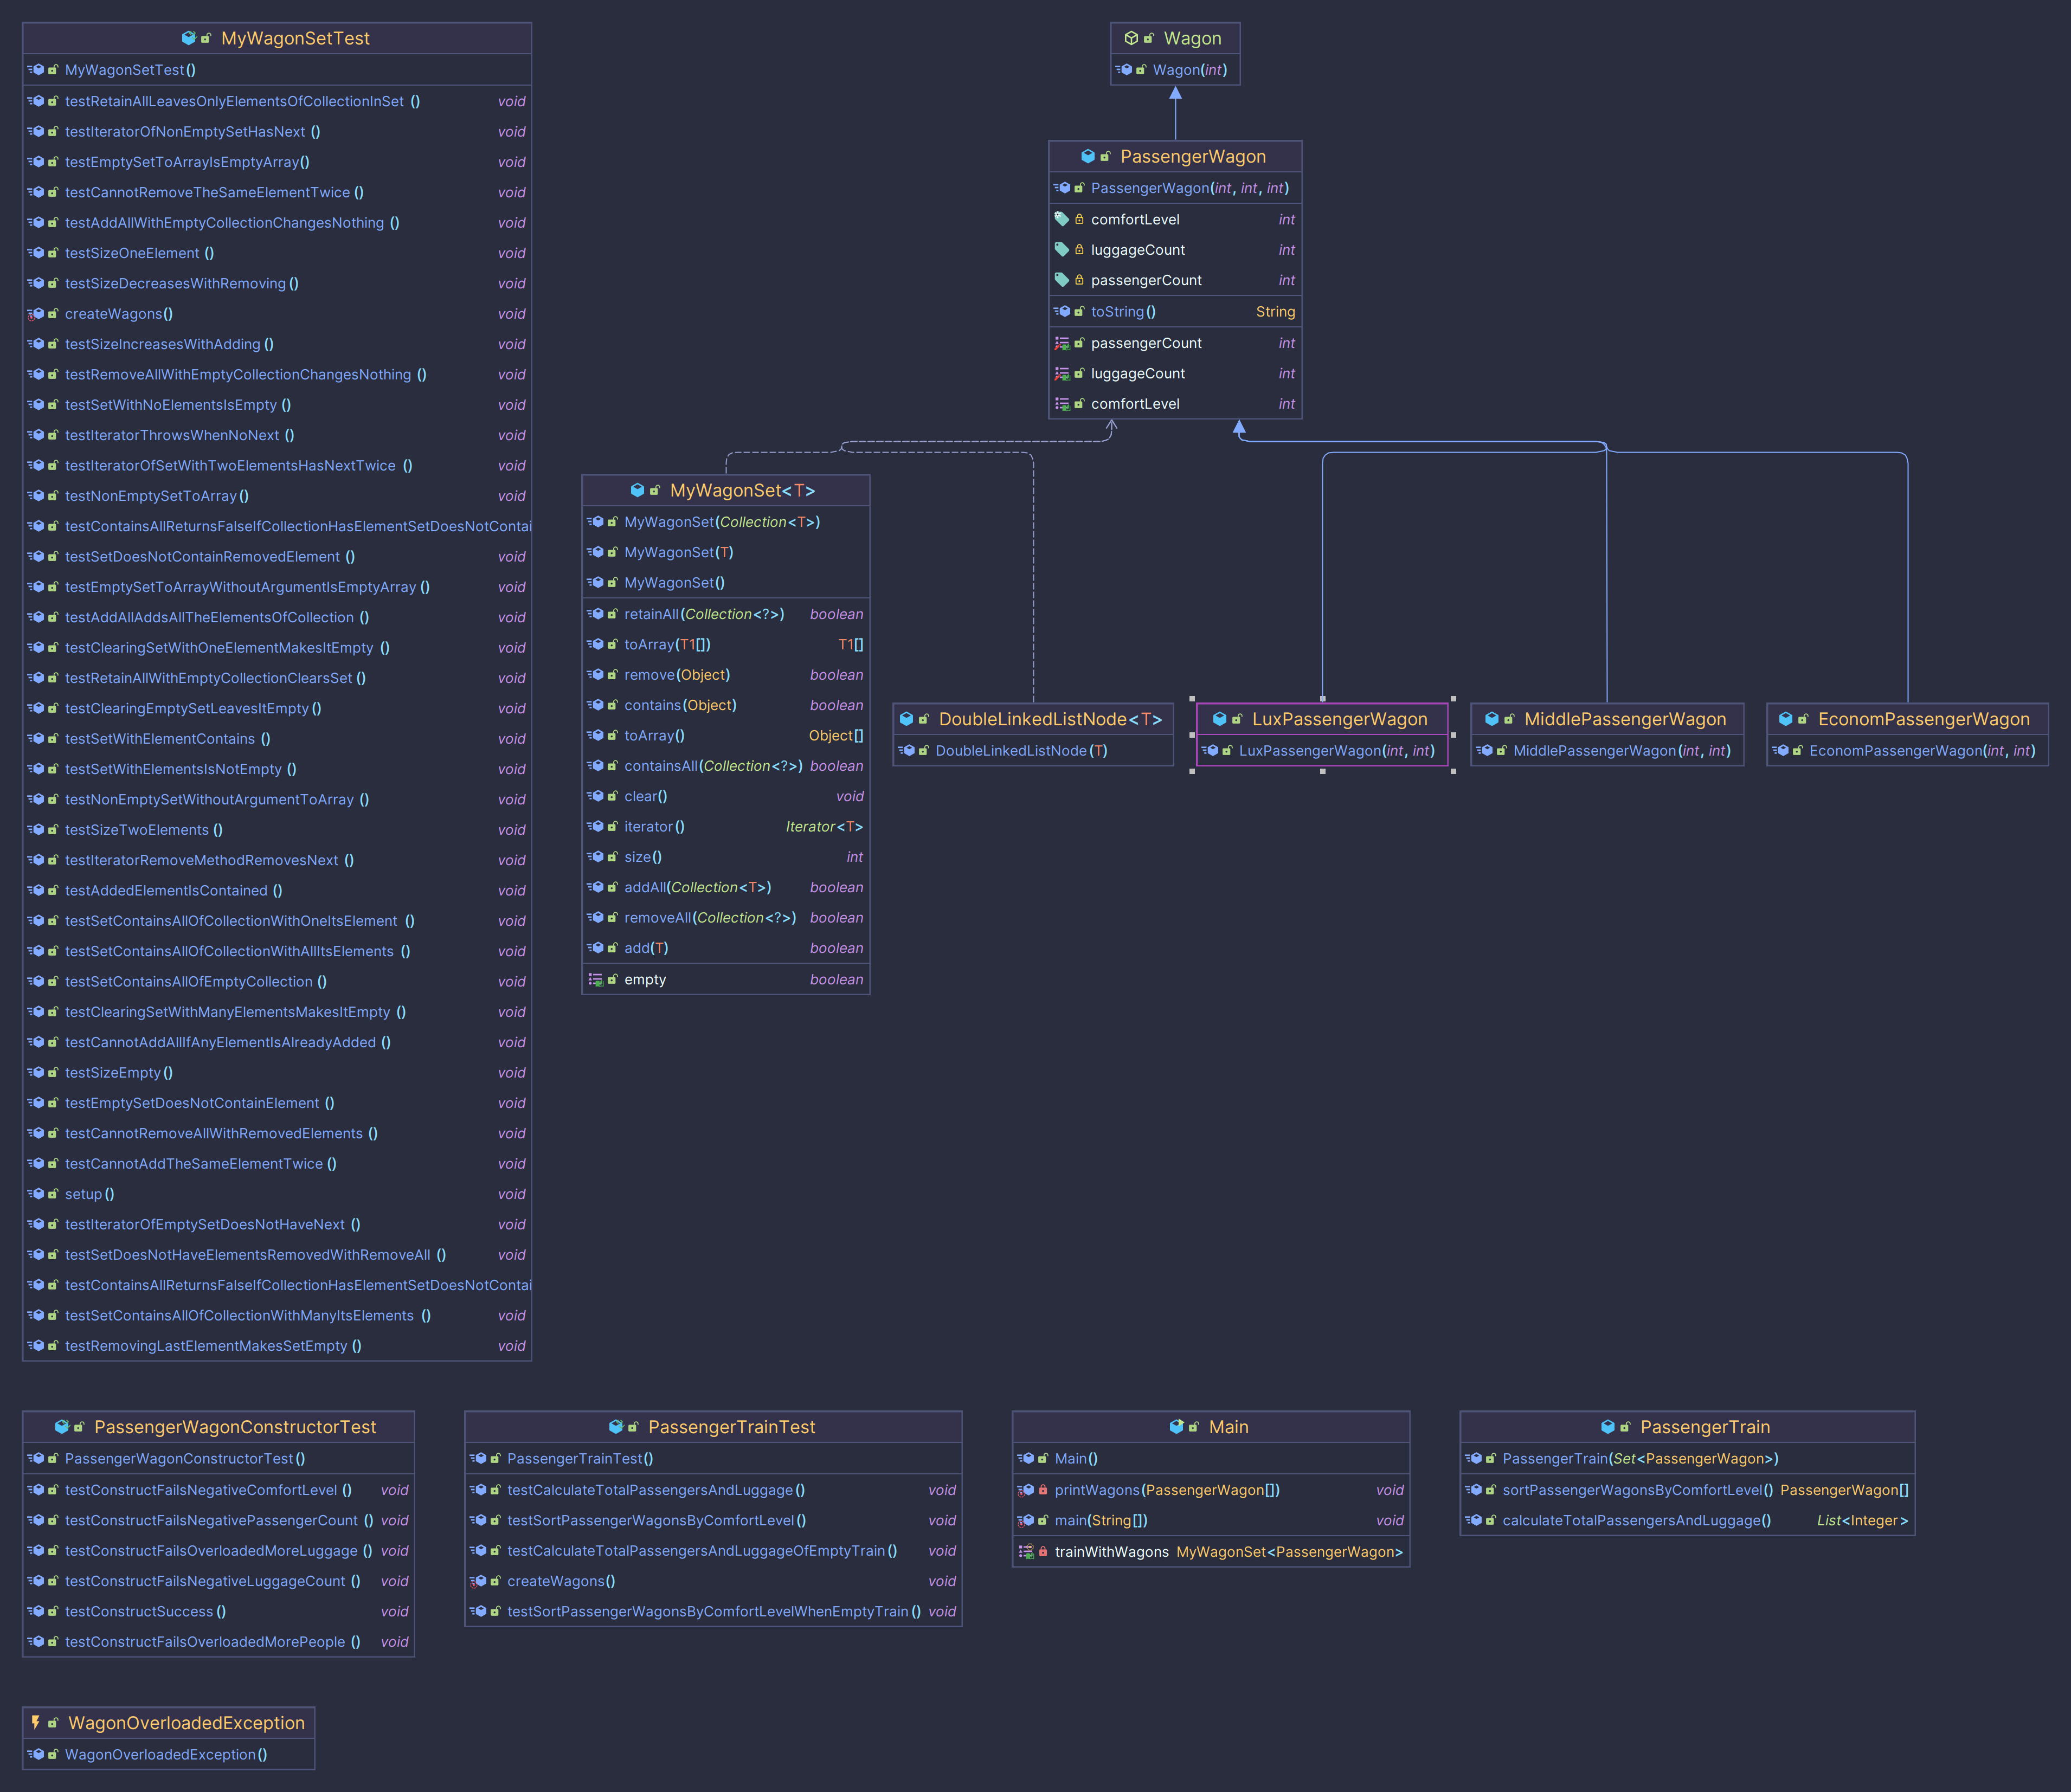 MyWagonSetTest
MyWagonSetTest()
testRetainAllLeavesOnlyElementsOfCollectionInSet () void
testIteratorOfNonEmptySetHasNext () void
testEmptySetToArrayIsEmptyArray() void
testCannotRemoveTheSameElementTwice () void
testAddAllWithEmptyCollectionChangesNothing () void
testSizeOneElement () void
testSizeDecreasesWithRemoving () void
createWagons() void
testSizeIncreasesWithAdding () void
testRemoveAllWithEmptyCollectionChangesNothing () void
testSetWithNoElementsIsEmpty () void
testIteratorThrowsWhenNoNext () void
testIteratorOfSetWithTwoElementsHasNextTwice () void
testNonEmptySetToArray () void
testContainsAllReturnsFalseIfCollectionHasElementSetDoesNotContai
testSetDoesNotContainRemovedElement () void
testEmptySetToArrayWithoutArgumentIsEmptyArray () void
testAddAllAddsAllTheElementsOfCollection () void
testClearingSetWithOneElementMakesItEmpty () void
testRetainAllWithEmptyCollectionClearsSet () void
testClearingEmptySetLeavesItEmpty () void
testSetWithElementContains () void
testSetWithElementsIsNotEmpty () void
testNonEmptySetWithoutArgumentToArray () void
testSizeTwoElements () void
testIteratorRemoveMethodRemovesNext () void
testAddedElementIsContained () void
testSetContainsAllOfCollectionWithOneItsElement () void
testSetContainsAllOfCollectionWithAllItsElements () void
testSetContainsAllOfEmptyCollection () void
testClearingSetWithManyElementsMakesItEmpty () void
testCannotAddAllIfAnyElementIsAlreadyAdded () void
testSizeEmpty () void
testEmptySetDoesNotContainElement () void
testCannotRemoveAllWithRemovedElements () void
testCannotAddTheSameElementTwice () void
setup () void
testIteratorOfEmptySetDoesNotHaveNext () void
testSetDoesNotHaveElementsRemovedWithRemoveAll () void
testContainsAllReturnsFalseIfCollectionHasElementSetDoesNotContai
testSetContainsAllOfCollectionWithManyItsElements () void
testRemovingLastElementMakesSetEmpty () void
Wagon
Wagon(int)
PassengerWagon
PassengerWagon(int, int, int)
comfortLevel int
luggageCount int
passengerCount int
toString () String
passengerCount int
luggageCount int
comfortLevel int
MyWagonSet<T>
MyWagonSet(Collection<T>)
MyWagonSet(T)
MyWagonSet()
retainAll(Collection<?>) boolean
toArray(T1[]) T1[]
remove(Object) boolean
contains(Object) boolean
toArray() Object[]
containsAll(Collection<?>) boolean
clear() void
iterator() Iterator<T>
size() int
addAll(Collection<T>) boolean
removeAll(Collection<?>) boolean
add(T) boolean
empty boolean
DoubleLinkedListNode<T>
DoubleLinkedListNode (T)
LuxPassengerWagon
LuxPassengerWagon(int, int)
MiddlePassengerWagon
MiddlePassengerWagon(int, int)
EconomPassengerWagon
EconomPassengerWagon(int, int)
PassengerWagonConstructorTest
PassengerWagonConstructorTest()
testConstructFailsNegativeComfortLevel () void
testConstructFailsNegativePassengerCount () void
testConstructFailsOverloadedMoreLuggage () void
testConstructFailsNegativeLuggageCount () void
testConstructSuccess () void
testConstructFailsOverloadedMorePeople () void
PassengerTrainTest
PassengerTrainTest()
testCalculateTotalPassengersAndLuggage () void
testSortPassengerWagonsByComfortLevel () void
testCalculateTotalPassengersAndLuggageOfEmptyTrain () void
createWagons() void
testSortPassengerWagonsByComfortLevelWhenEmptyTrain () void
Main
Main()
printWagons(PassengerWagon[]) void
main(String[]) void
trainWithWagons MyWagonSet<PassengerWagon>
PassengerTrain
PassengerTrain(Set<PassengerWagon>)
sortPassengerWagonsByComfortLevel() PassengerWagon[]
calculateTotalPassengersAndLuggage() List<Integer>
WagonOverloadedException
WagonOverloadedException ()